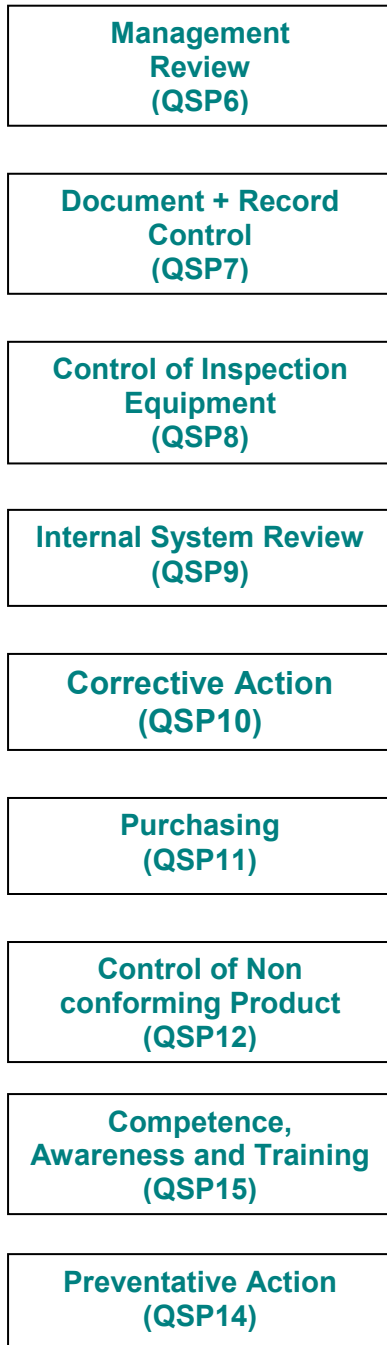 Management
Review
(QSP6)
Document + Record
Control
(QSP7)
Control of Inspection
Equipment
(QSP8)
Internal System Review
(QSP9)
Corrective Action
(QSP10)
Purchasing
(QSP11)
Control of Non
conforming Product
(QSP12)
Competence,
Awareness and Training
(QSP15)
Preventative Action
(QSP14)